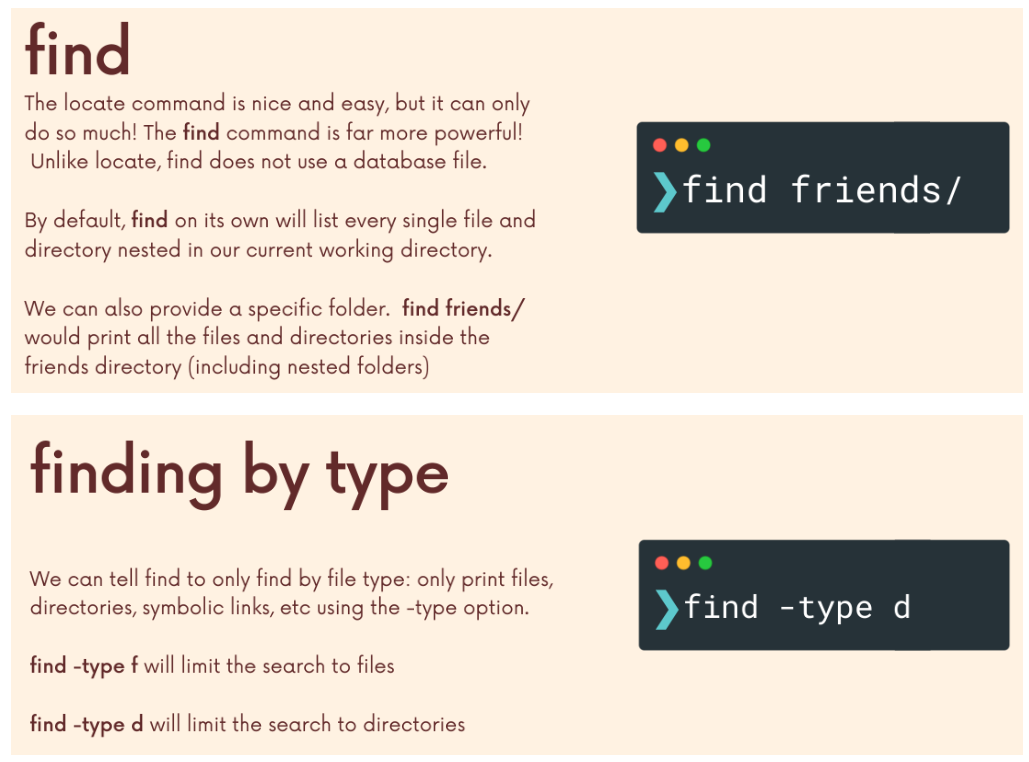 find
The locate command is nice and easy, but it can only
do so much! The find command is far more powerful!
Unlike locate, find does not use a database file.
By default, find on its own will list every single file and
directory nested in our current working directory.
We can also provide a specific folder. find friends/
would print all the files and directories inside the
friends directory (including nested folders)
❯find friends/
finding by type
We can tell find to only find by file type: only print files,
directories, symbolic links, etc using the -type option.
find -type f will limit the search to files
find -type d will limit the search to directories
❯find -type d